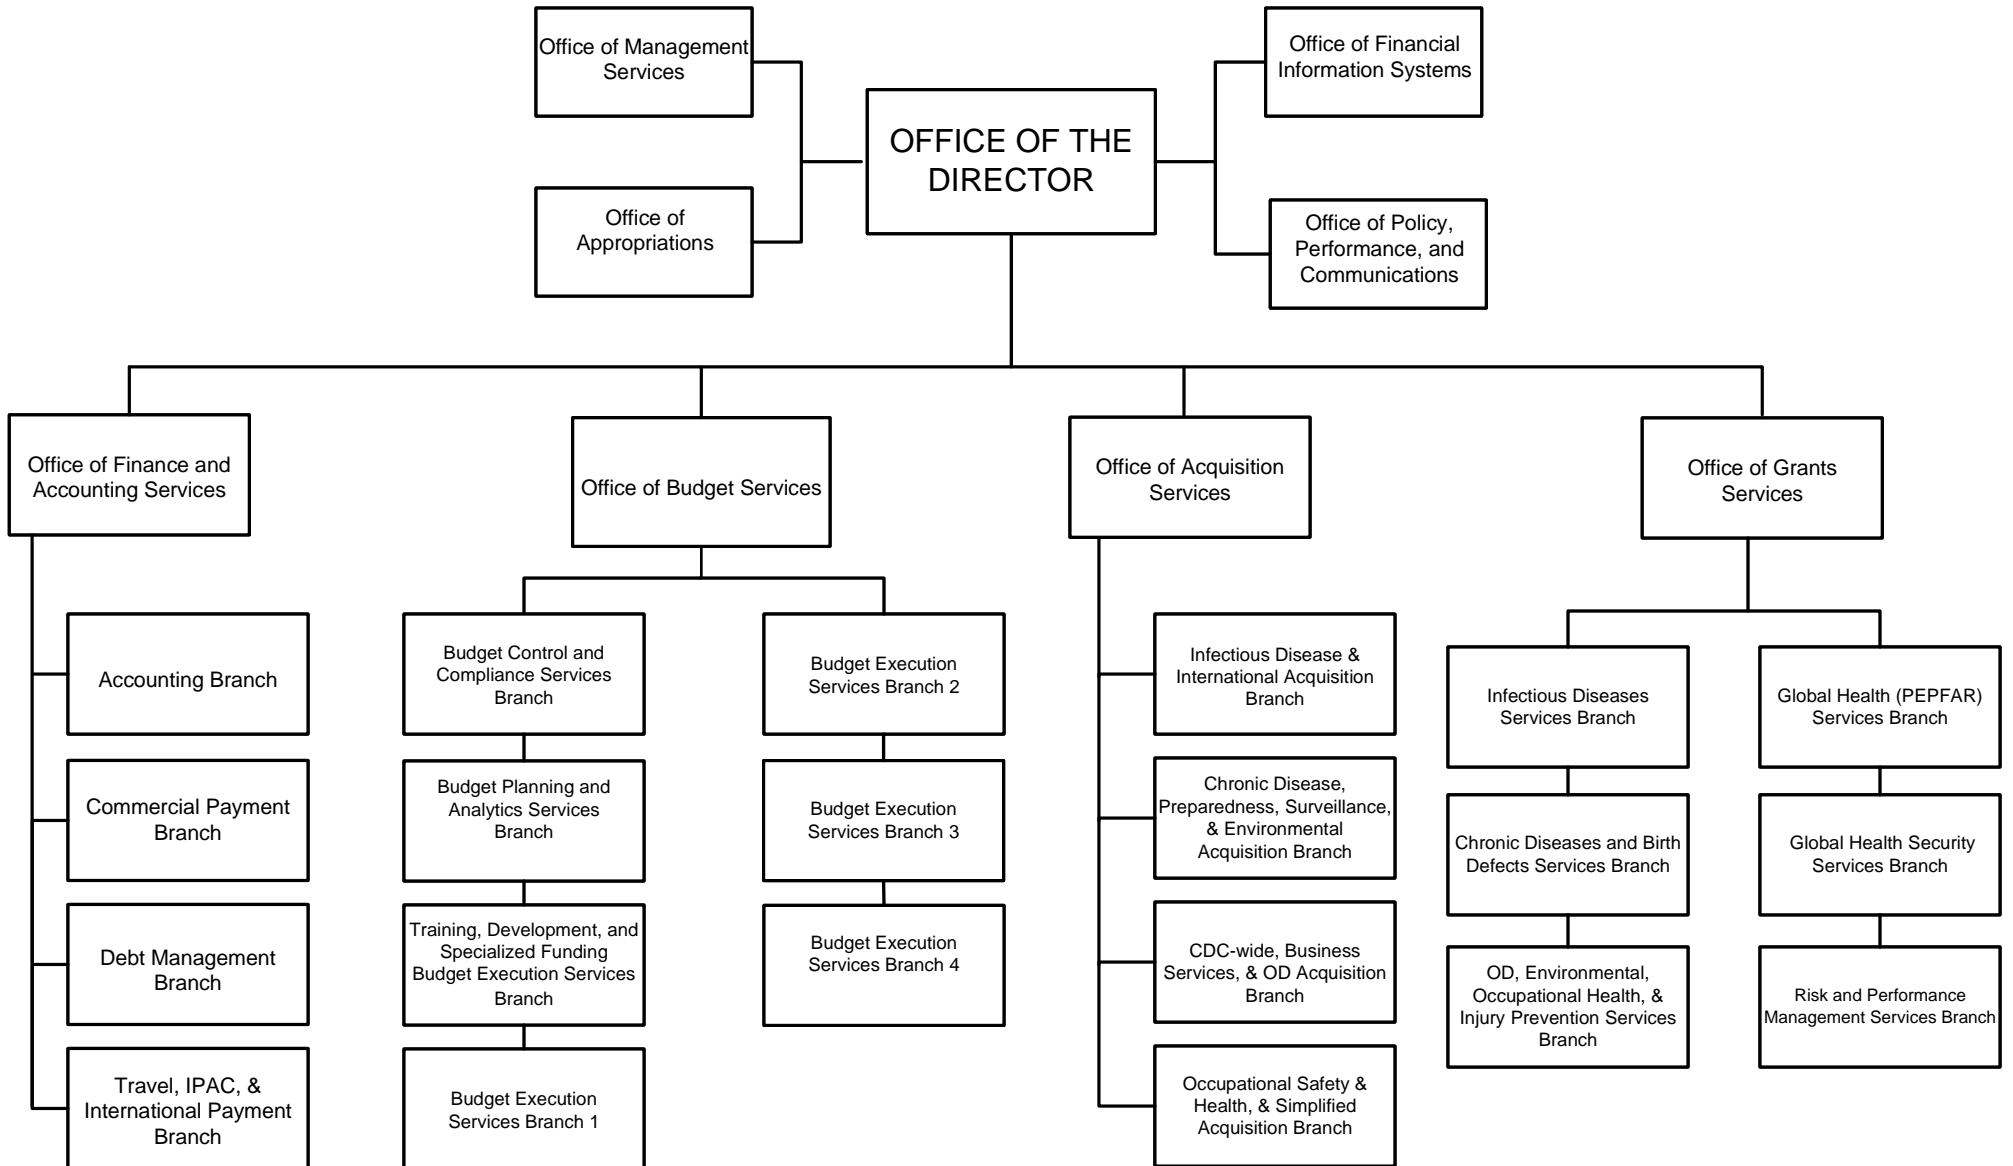 Office of Management
Services
Office of Financial
Information Systems
OFFICE OF THE
DIRECTOR
Office of
Appropriations
Office of Policy,
Performance, and
Communications
Office of Finance and
Accounting Services
Office of Budget Services
Office of Acquisition
Services
Office of Grants
Services
Accounting Branch
Commercial Payment
Branch
Debt Management
Branch
Travel, IPAC, &
International Payment
Branch
Budget Control and
Compliance Services
Branch
Budget Planning and
Analytics Services
Branch
Training, Development, and
Specialized Funding
Budget Execution Services
Branch
Budget Execution
Services Branch 1
Budget Execution
Services Branch 2
Budget Execution
Services Branch 3
Budget Execution
Services Branch 4
Infectious Disease &
International Acquisition
Branch
Chronic Disease,
Preparedness, Surveillance,
& Environmental
Acquisition Branch
CDC-wide, Business
Services, & OD Acquisition
Branch
Occupational Safety &
Health, & Simplified
Acquisition Branch
Infectious Diseases
Services Branch
Chronic Diseases and Birth
Defects Services Branch
OD, Environmental,
Occupational Health, &
Injury Prevention Services
Branch
Global Health (PEPFAR)
Services Branch
Global Health Security
Services Branch
Risk and Performance
Management Services Branch